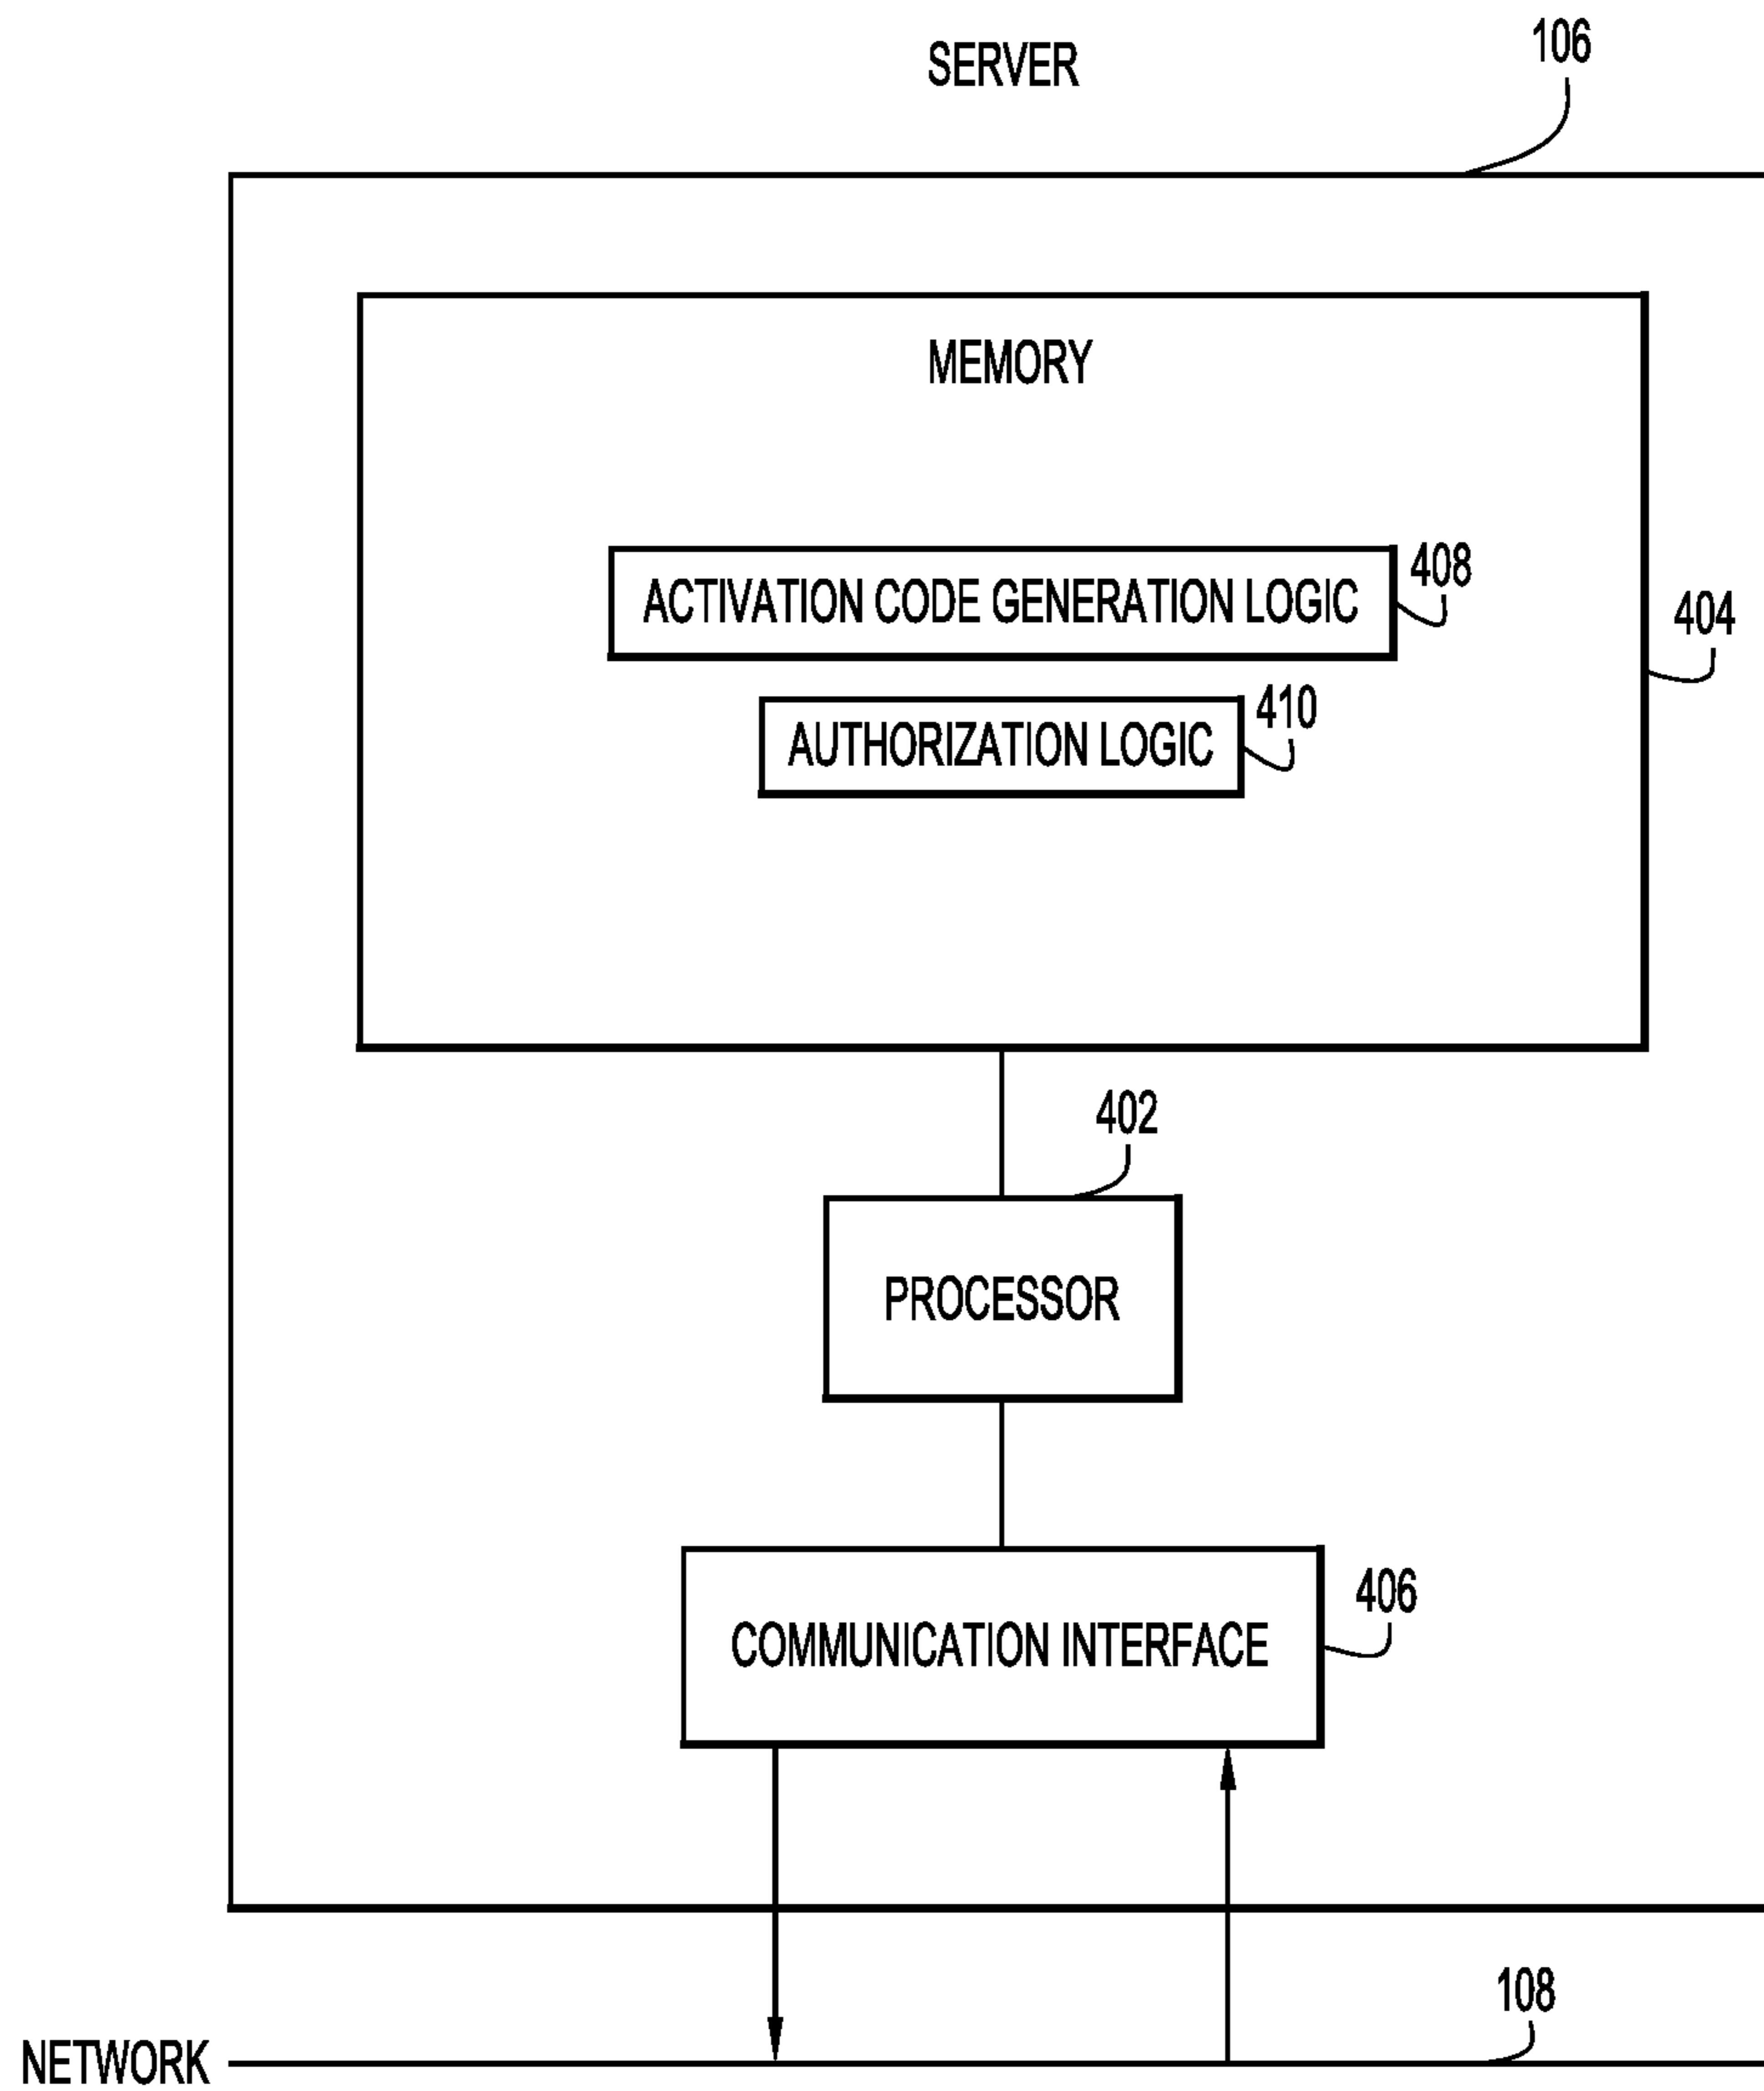 SERVER
106
MEMORY
ACTIVATION CODE GENERATION LOGIC
408
404
AUTHORIZATION LOGIC
410
402
PROCESSOR
COMMUNICATION INTERFACE
406
108
NETWORK